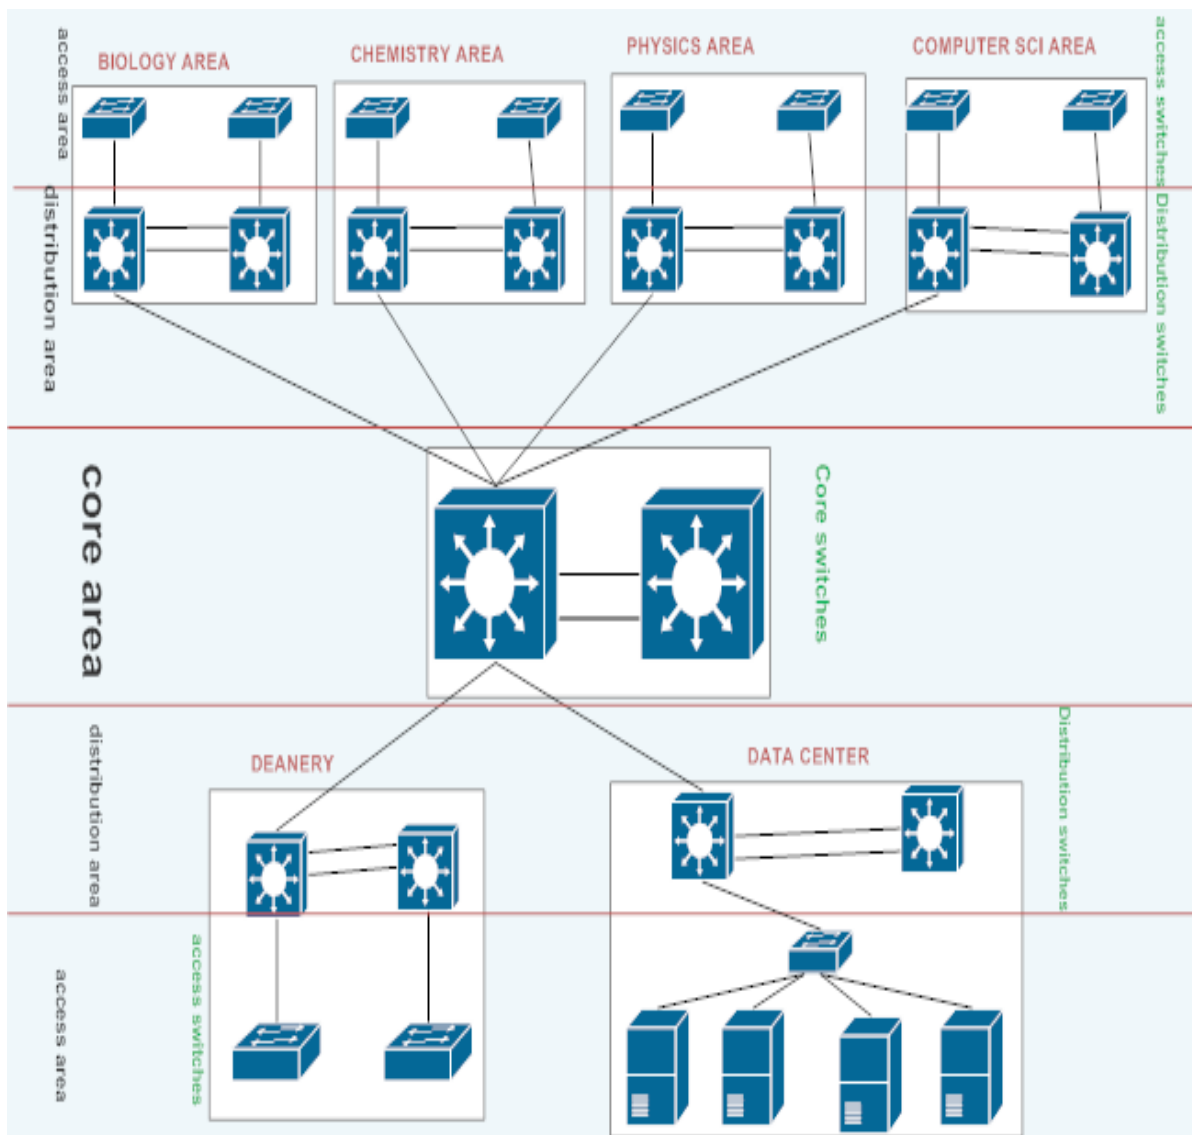 access area
BIOLOGY AREA
CHEMISTRY AREA
PHYSICS AREA
COMPUTER SCI AREA
access switches
distribution area
Distribution switches
core area
Core switches
distribution area
DEANERY
DATA CENTER
Distribution switches
access area
access switches